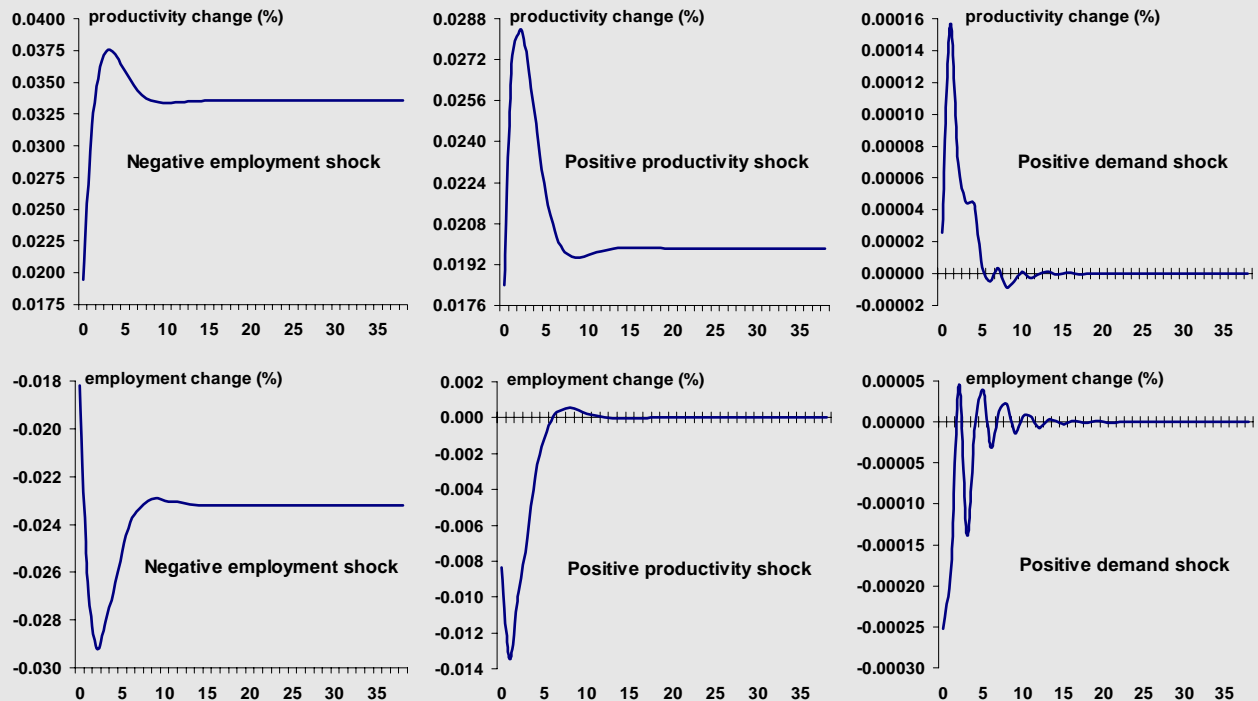 productivity change (%)
0.0400
0.0375
0.0350
0.0325
0.0300
0.0275
0.0250
0.0225
0.0200
0.0175
Negative employment shock
0 5 10 15 20 25 30 35
productivity change (%)
0.0288
0.0272
0.0256
0.0240
0.0224
0.0208
0.0192
0.0176
Positive productivity shock
0 5 10 15 20 25 30 35
productivity change (%)
0.00016
0.00014
0.00012
0.00010
0.00008
0.00006
0.00004
0.00002
0.00000
-0.00002
Positive demand shock
0 5 10 15 20 25 30 35
employment change (%)
-0.018
-0.020
-0.022
-0.024
-0.026
-0.028
-0.030
Negative employment shock
0 5 10 15 20 25 30 35
employment change (%)
0.002
0.000
-0.002
-0.004
-0.006
-0.008
-0.010
-0.012
-0.014
Positive productivity shock
0 5 10 15 20 25 30 35
employment change (%)
0.00005
0.00000
-0.00005
-0.00010
-0.00015
-0.00020
-0.00025
-0.00030
Positive demand shock
0 5 10 15 20 25 30 35